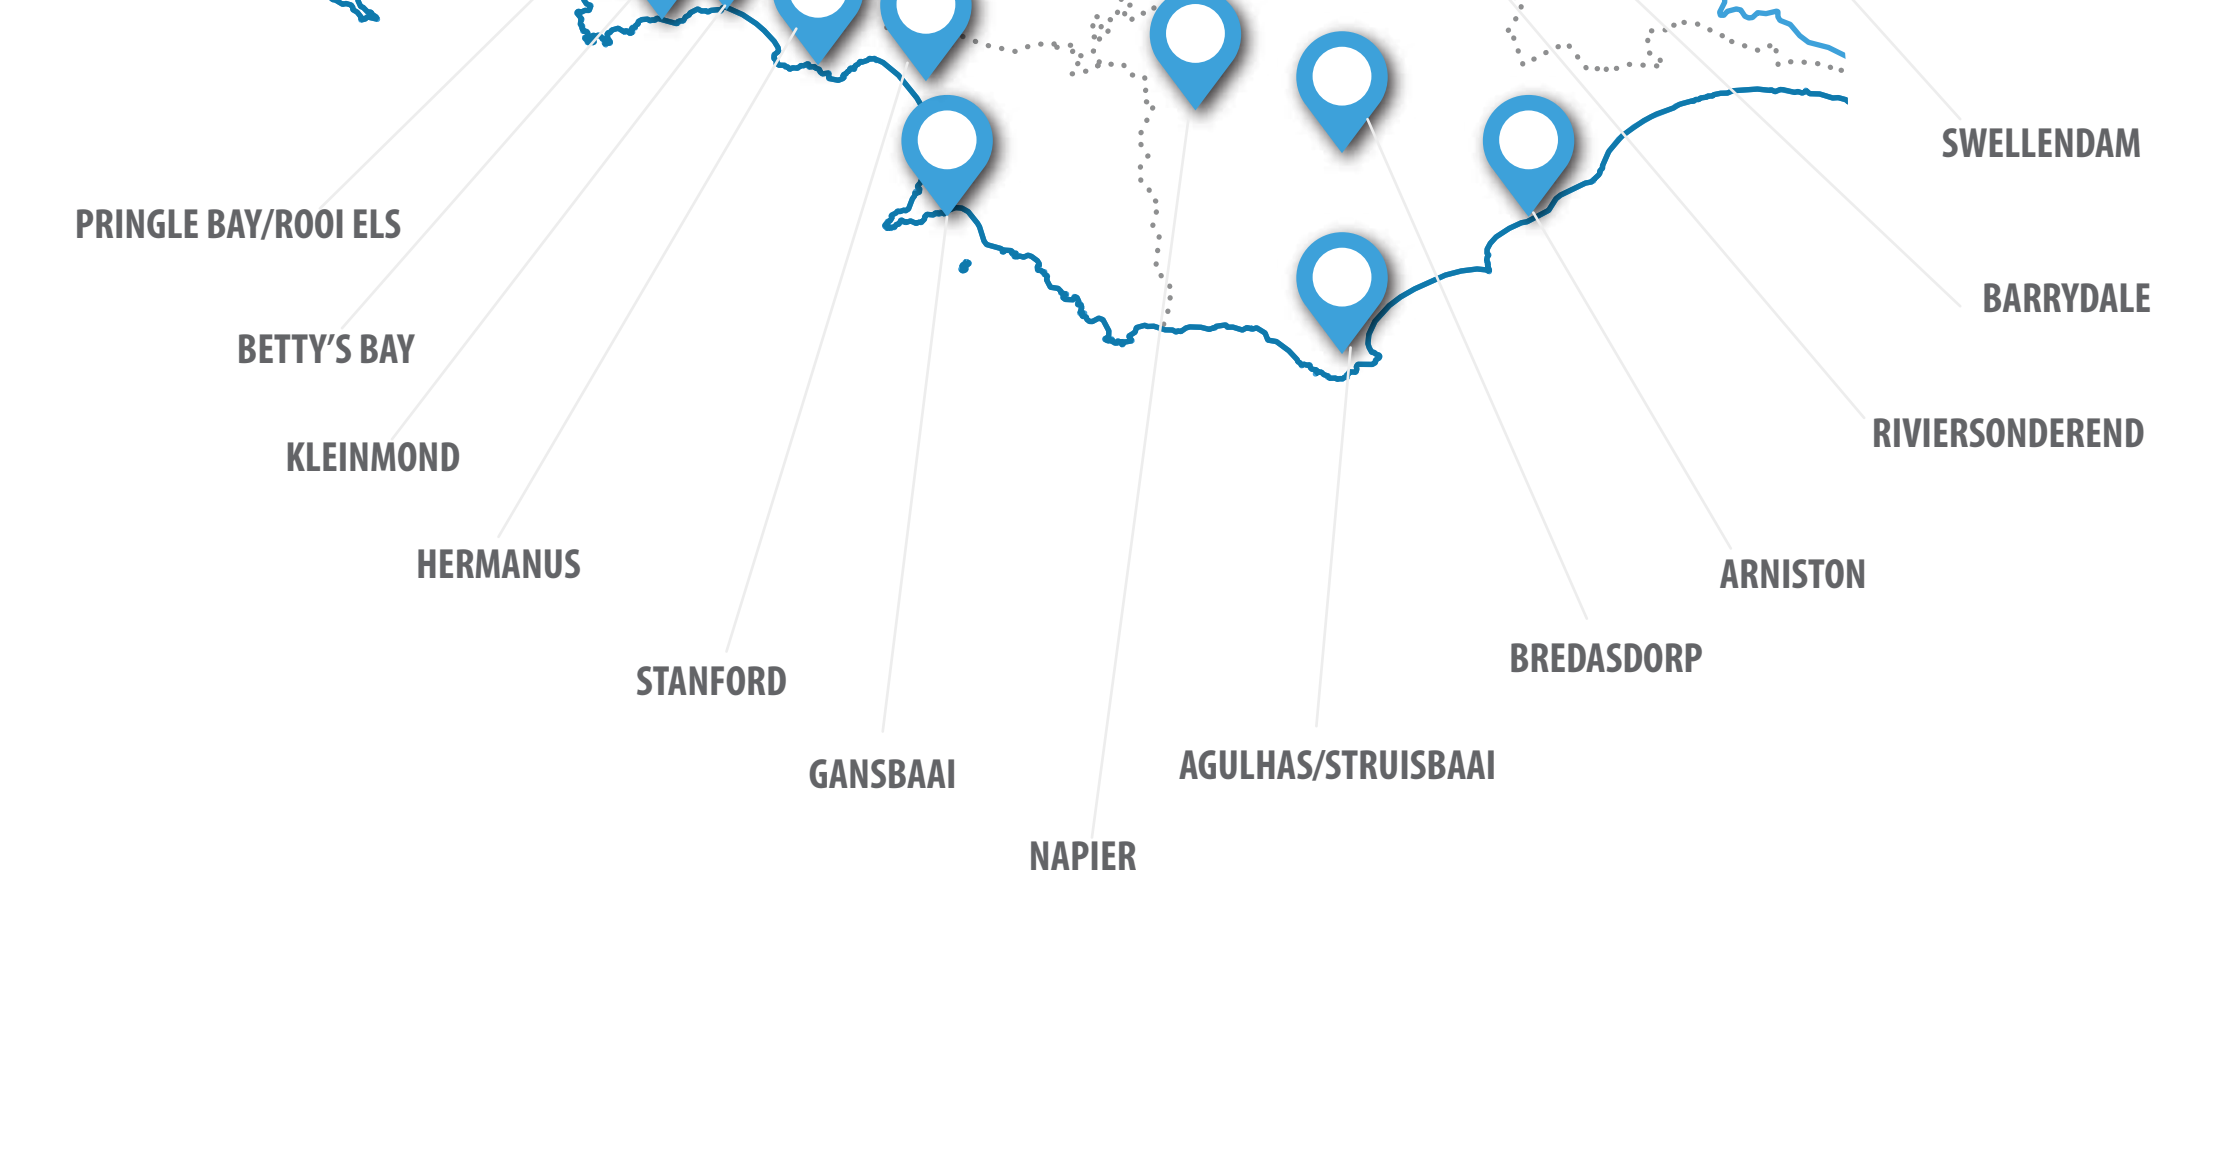 SWELLENDAM
PRINGLE BAY/ROOI ELS
BARRYDALE
BETTY’S BAY
RIVIERSONDEREND
KLEINMOND
HERMANUS
ARNISTON
BREDASDORP
STANFORD
AGULHAS/STRUISBAAI
GANSBAAI
NAPIER